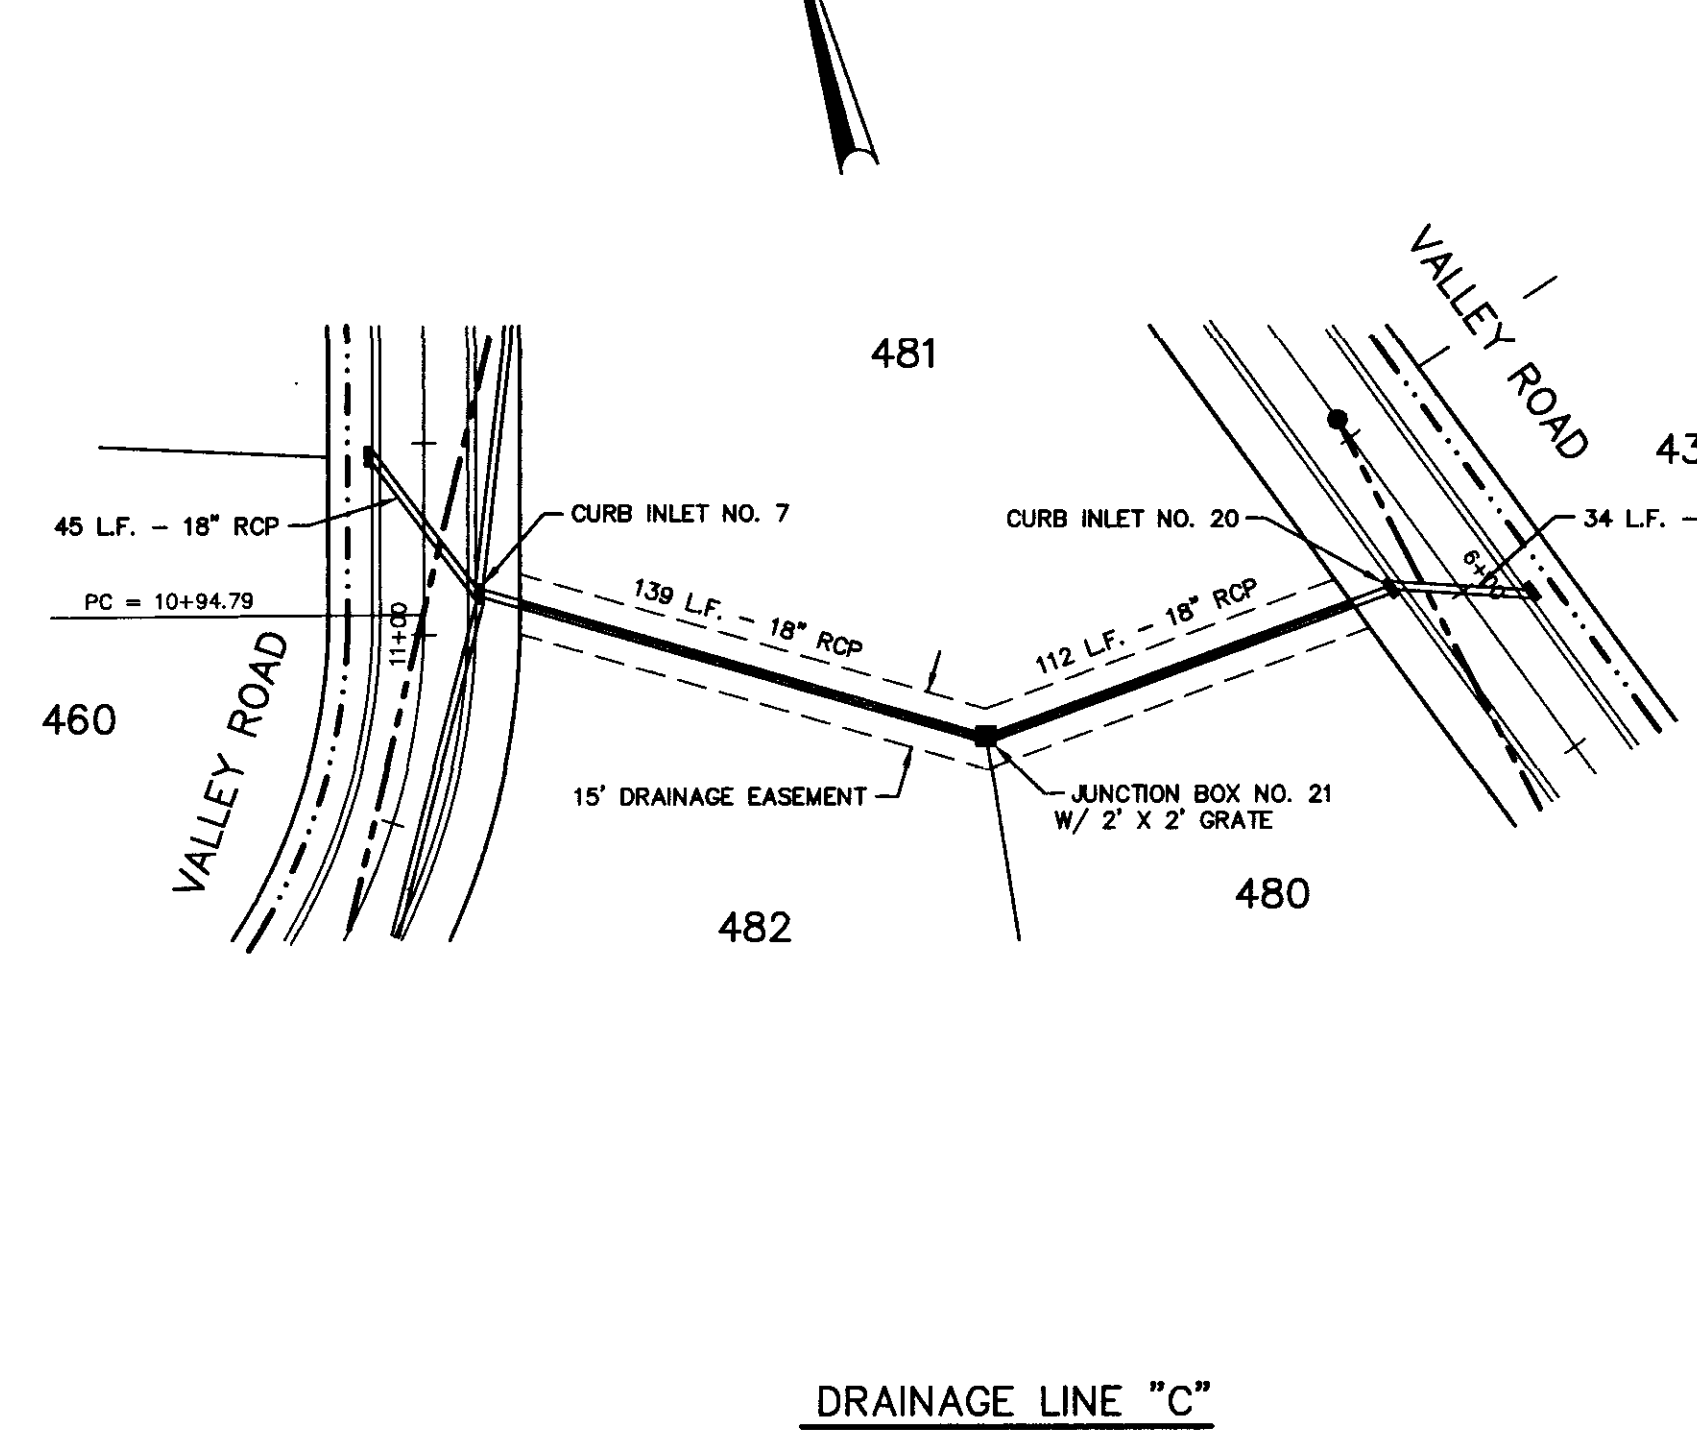 VALLEY ROAD
481
43
45 L.F. - 18" RCP
CURB INLET NO. 7
CURB INLET NO. 20
34 L.F. -
6+00
PC = 10+94.79
11+00
139 L.F. - 18" RCP
112 L.F. - 18" RCP
460
VALLEY ROAD
15' DRAINAGE EASEMENT
JUNCTION BOX NO. 21
W/ 2' X 2' GRATE
482
480
DRAINAGE LINE "C"